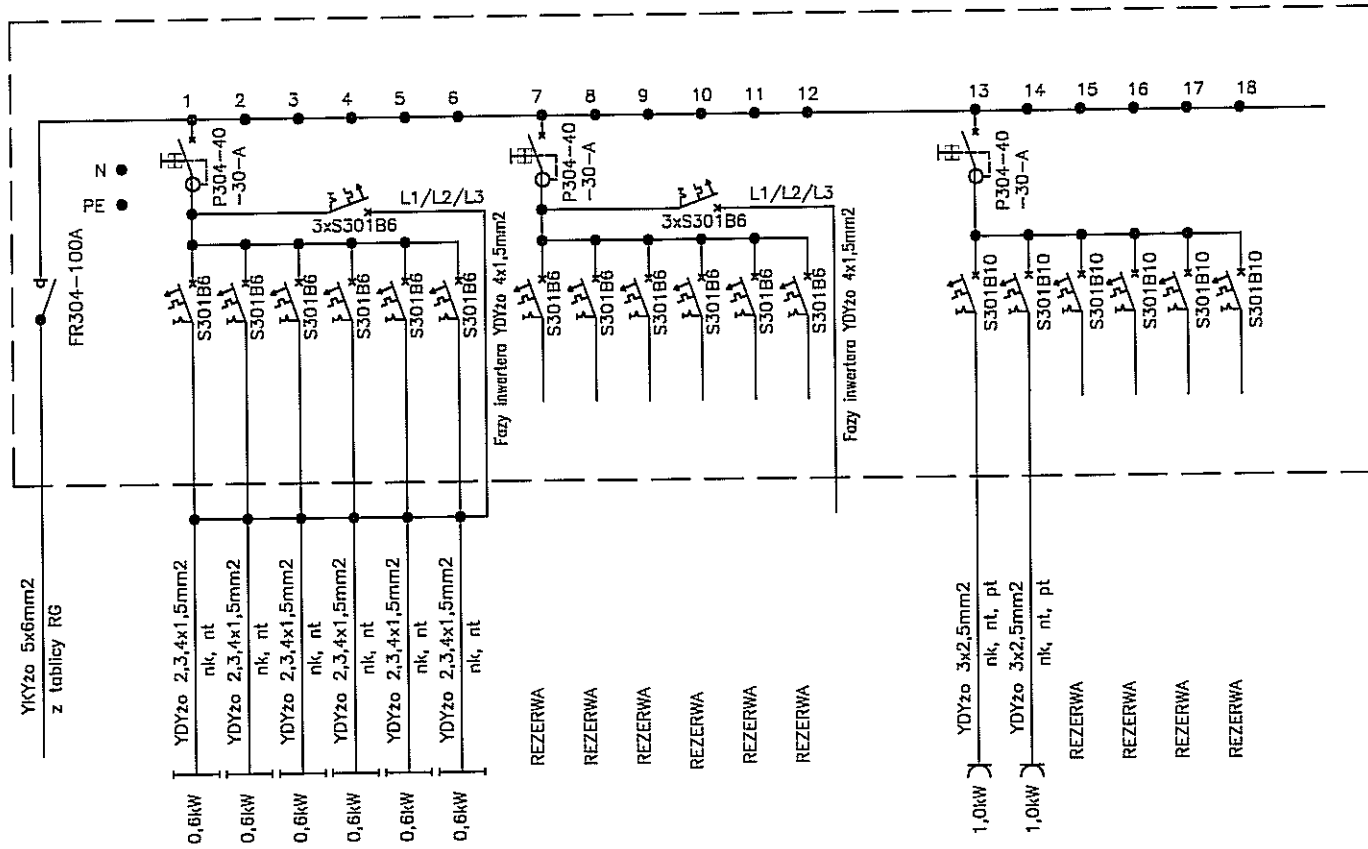 1
2
3
4
5
6
7
8
9
10
11
12
13
14
15
16
17
18
N
PE
FR304-100A
P304-40
-30-A
P304-40
-30-A
P304-40
-30-A
L1/L2/L3
3xS301B6
L1/L2/L3
3xS301B6
S301B6
S301B6
S301B6
S301B6
S301B6
S301B6
Fazy inwertera YDYżo 4x1,5mm2
S301B6
S301B6
S301B6
S301B6
S301B6
S301B6
Fazy inwertera YDYżo 4x1,5mm2
S301B10
S301B10
S301B10
S301B10
S301B10
S301B10
YKYżo 5x6mm2
z tablicy RG
YDYżo 2,3,4x1,5mm2
nk, nt
YDYżo 2,3,4x1,5mm2
nk, nt
YDYżo 2,3,4x1,5mm2
nk, nt
YDYżo 2,3,4x1,5mm2
nk, nt
YDYżo 2,3,4x1,5mm2
nk, nt
YDYżo 2,3,4x1,5mm2
nk, nt
REZERWA
REZERWA
REZERWA
REZERWA
REZERWA
REZERWA
YDYżo 3x2,5mm2
nk, nt, pt
YDYżo 3x2,5mm2
nk, nt, pt
REZERWA
REZERWA
REZERWA
REZERWA
0,6kW
0,6kW
0,6kW
0,6kW
0,6kW
0,6kW
1,0kW
1,0kW